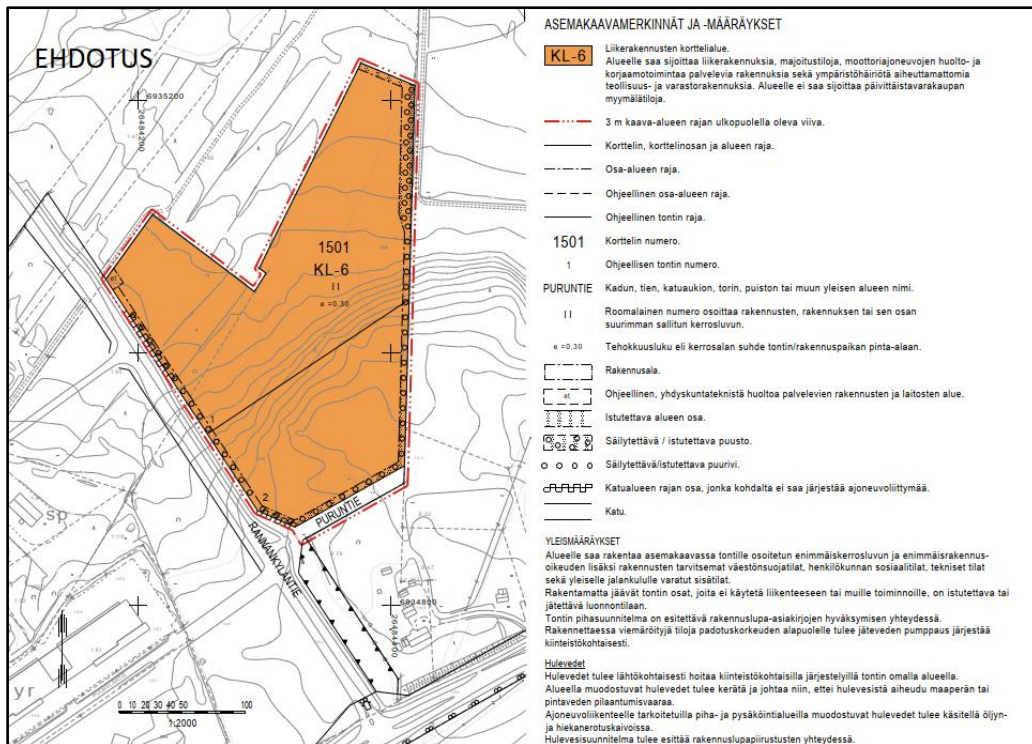 EHDOTUS
6935200
26484200
1501
KL-6
II
e =0.30
et
1
2
PURUNTIE
RANNANKYLÄNTIE
6934800
26484400
sp
yr
0 10 20 30 40 50 100
1:2000
ASEMAKAAVAMERKINNÄT JA -MÄÄRÄYKSET
KL-6
Liikerakennusten korttelialue.
Alueelle saa sijoittaa liikerakennuksia, majoitustiloja, moottoriajoneuvojen huolto- ja
korjaamotoimintaa palvelevia rakennuksia sekä ympäristöhäiriötä aiheuttamattomia
teollisuus- ja varastorakennuksia. Alueelle ei saa sijoittaa päivittäistavarakaupan
myymälätiloja.
3 m kaava-alueen rajan ulkopuolella oleva viiva.
Korttelin, korttelinosan ja alueen raja.
Osa-alueen raja.
Ohjeellinen osa-alueen raja.
Ohjeellinen tontin raja.
1501 Korttelin numero.
1 Ohjeellisen tontin numero.
PURUNTIE Kadun, tien, katuaukion, torin, puiston tai muun yleisen alueen nimi.
II Roomalainen numero osoittaa rakennusten, rakennuksen tai sen osan
suurimman sallitun kerrosluvun.
e =0.30 Tehokkuusluku eli kerrosalan suhde tontin/rakennuspaikan pinta-alaan.
Rakennusala.
et Ohjeellinen, yhdyskuntateknistä huoltoa palvelevien rakennusten ja laitosten alue.
Istutettava alueen osa.
Säilytettävä / istutettava puusto.
Säilytettävä/istutettava puurivi.
Katualueen rajan osa, jonka kohdalta ei saa järjestää ajoneuvoliittymää.
Katu.
YLEISMÄÄRÄYKSET
Alueelle saa rakentaa asemakaavassa tontille osoitetun enimmäiskerrosluvun ja enimmäisrakennus-
oikeuden lisäksi rakennusten tarvitsemat väestönsuojatilat, henkilökunnan sosiaalitilat, tekniset tilat
sekä yleiselle jalankululle varatut sisätilat.
Rakentamatta jäävät tontin osat, joita ei käytetä liikenteeseen tai muille toiminnoille, on istutettava tai
jätettävä luonnontilaan.
Tontin pihasuunnitelma on esitettävä rakennuslupa-asiakirjojen hyväksymisen yhteydessä.
Rakennettaessa viemäröityjä tiloja padotuskorkeuden alapuolelle tulee jäteveden pumppaus järjestää
kiinteistökohtaisesti.
Hulevedet
Hulevedet tulee lähtökohtaisesti hoitaa kiinteistökohtaisilla järjestelyillä tontin omalla alueella.
Alueella muodostuvat hulevedet tulee kerätä ja johtaa niin, ettei hulevesistä aiheudu maaperän tai
pintaveden pilaantumisvaaraa.
Ajoneuvoliikenteelle tarkoitetuilla piha- ja pysäköintialueilla muodostuvat hulevedet tulee käsitellä öljyn-
ja hiekanerotuskaivoissa.
Hulevesisuunnitelma tulee esittää rakennuslupapiirustusten yhteydessä.